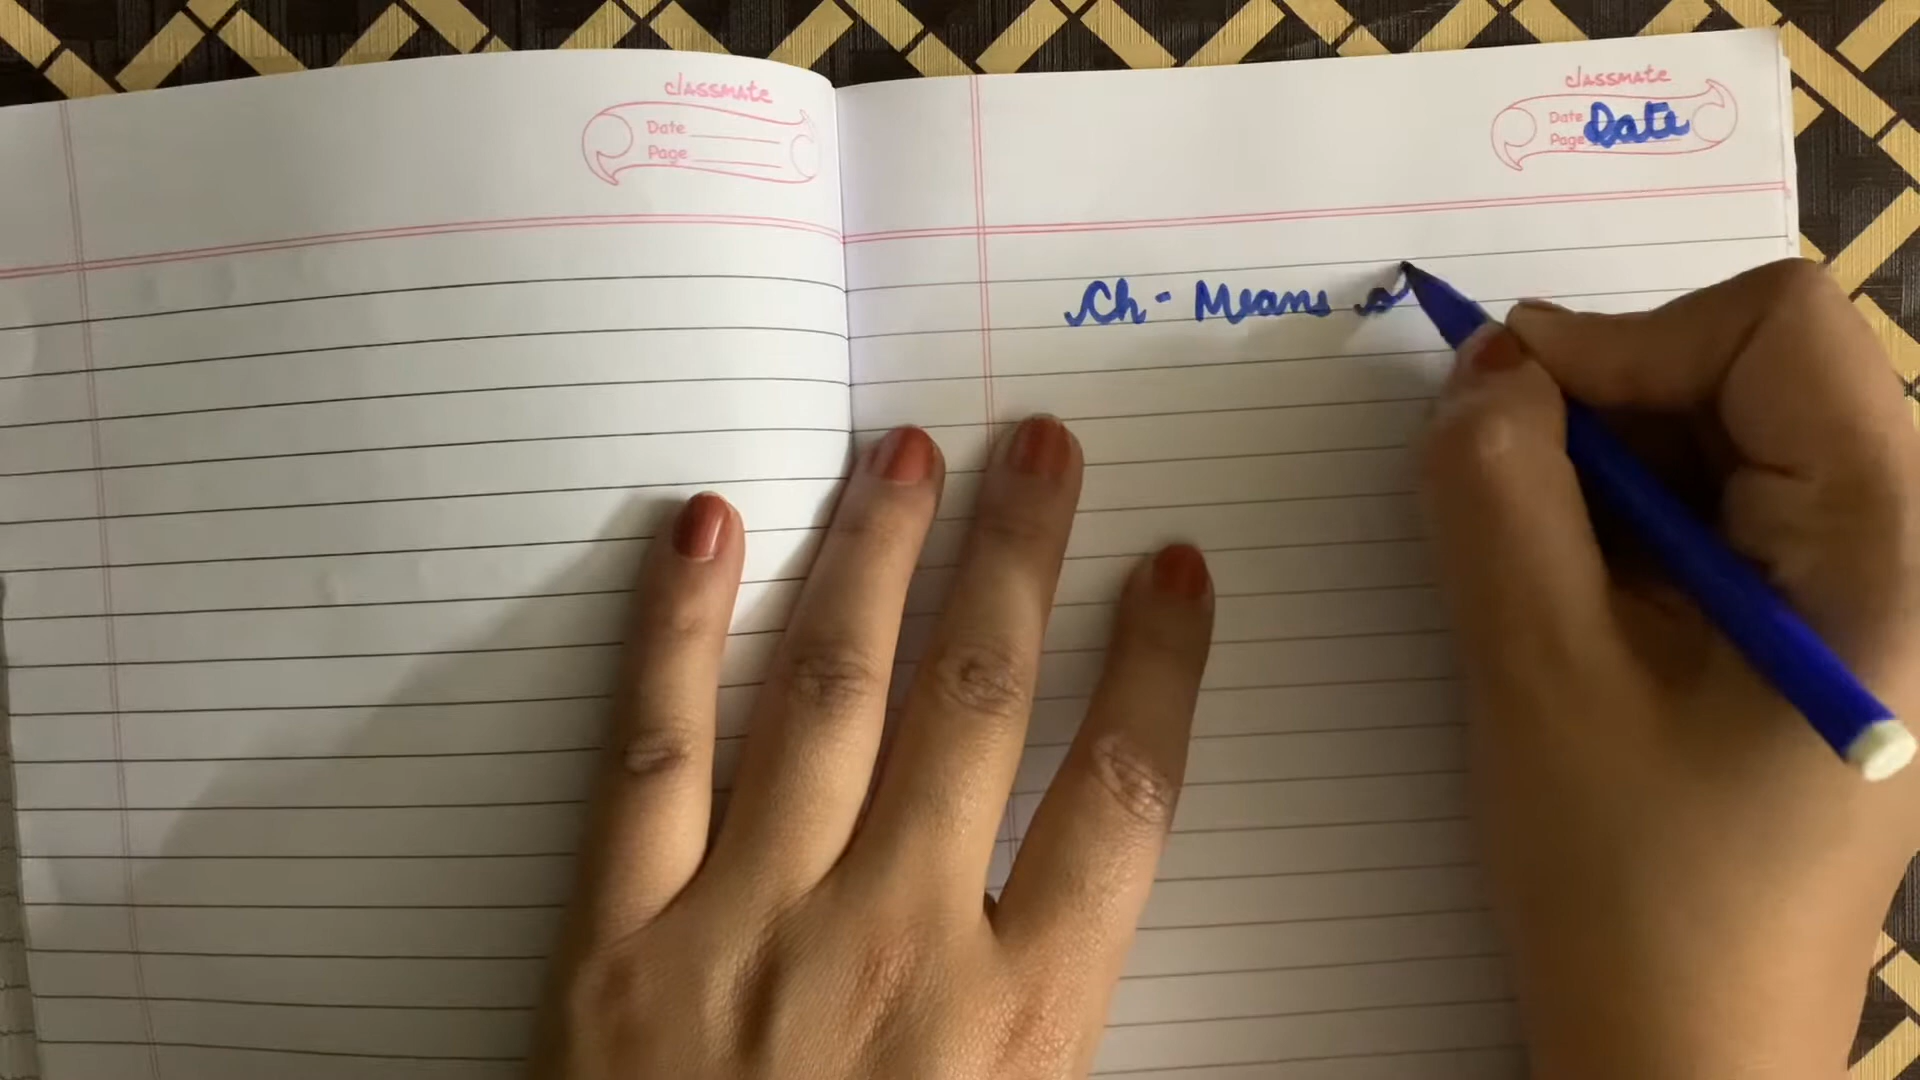 classmate
Date
Page
classmate
Date Date
Page
Ch - Means o